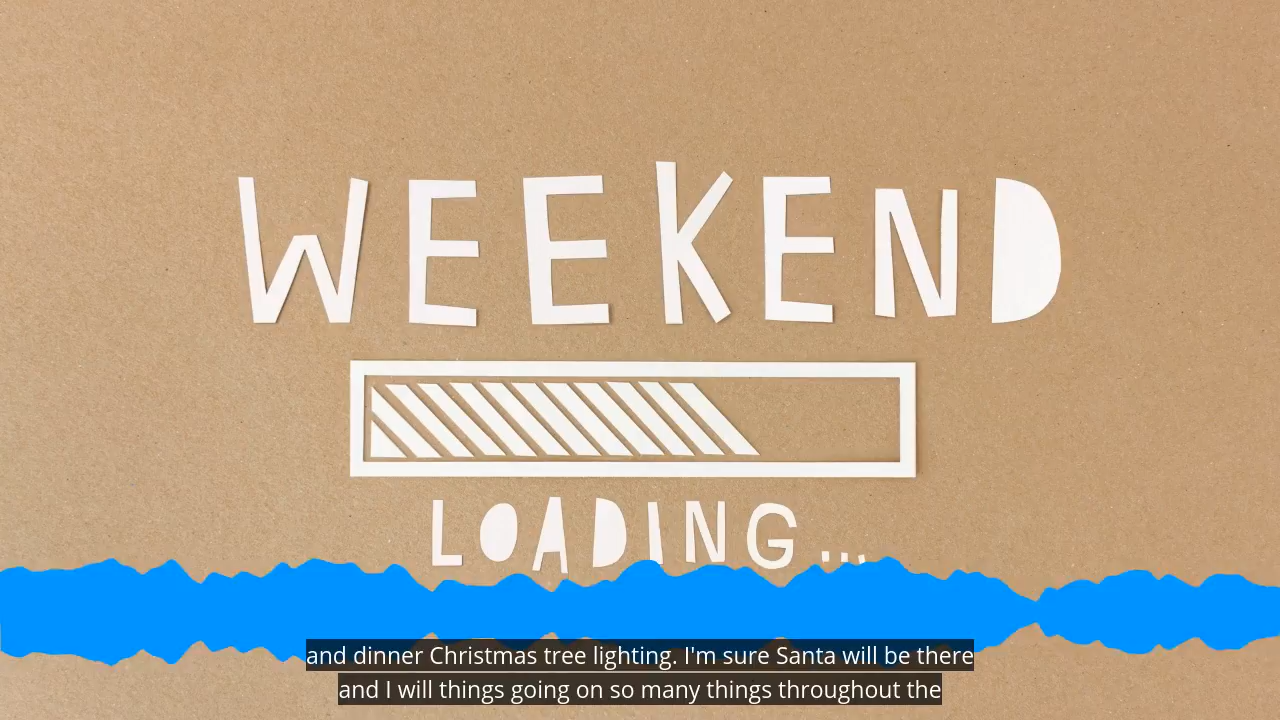 WEEKEND
LOADING...
and dinner Christmas tree lighting. I'm sure Santa will be there
and I will things going on so many things throughout the